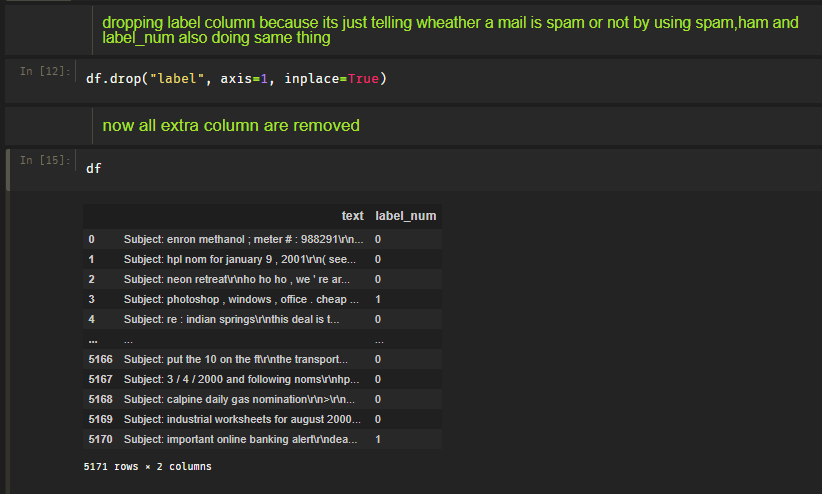 dropping label column because its just telling wheather a mail is spam or not by using spam,ham and
label_num also doing same thing
In [12]: df.drop("label", axis=1, inplace=True)
now all extra column are removed
In [15]: df
text label_num
0 Subject: enron methanol ; meter # : 988291\r\n... 0
1 Subject: hpl nom for january 9 , 2001\r\n( see... 0
2 Subject: neon retreat\r\nho ho ho , we ' re ar... 0
3 Subject: photoshop , windows , office . cheap ... 1
4 Subject: re : indian springs\r\nthis deal is t... 0
... ... ...
5166 Subject: put the 10 on the ft\r\nthe transport... 0
5167 Subject: 3 / 4 / 2000 and following noms\r\nhp... 0
5168 Subject: calpine daily gas nomination\r\n>\r\n... 0
5169 Subject: industrial worksheets for august 2000... 0
5170 Subject: important online banking alert\r\ndea... 1
5171 rows × 2 columns